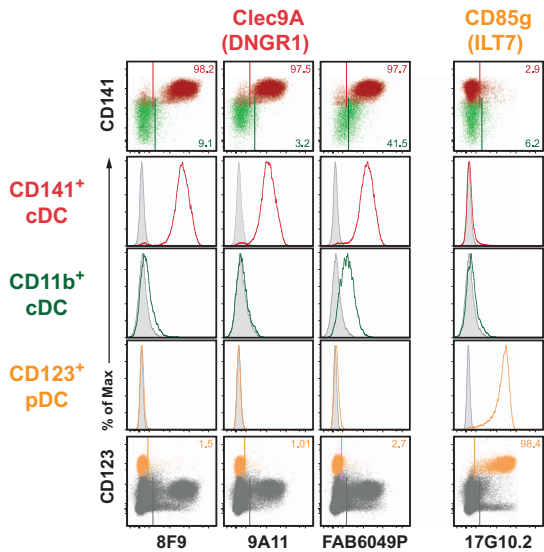 Clec9A
(DNGR1)
CD85g
(ILT7)
CD141
98.2
9.1
97.5
3.2
97.7
41.5
2.9
6.2
CD141+
cDC
CD11b+
cDC
CD123+
pDC
% of Max
CD123
1.5
1.01
2.7
98.4
8F9
9A11
FAB6049P
17G10.2